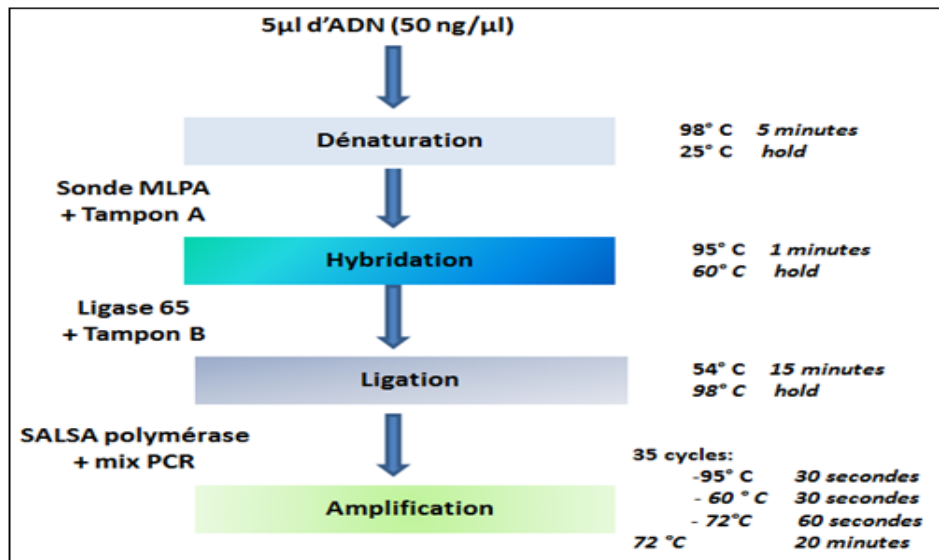 5µl d'ADN (50 ng/µl)
Dénaturation
98° C 5 minutes
25° C hold
Sonde MLPA
+ Tampon A
Hybridation
95° C 1 minutes
60° C hold
Ligase 65
+ Tampon B
Ligation
54° C 15 minutes
98° C hold
SALSA polymérase
+ mix PCR
Amplification
35 cycles:
-95° C 30 secondes
- 60 ° C 30 secondes
- 72°C 60 secondes
72 °C 20 minutes